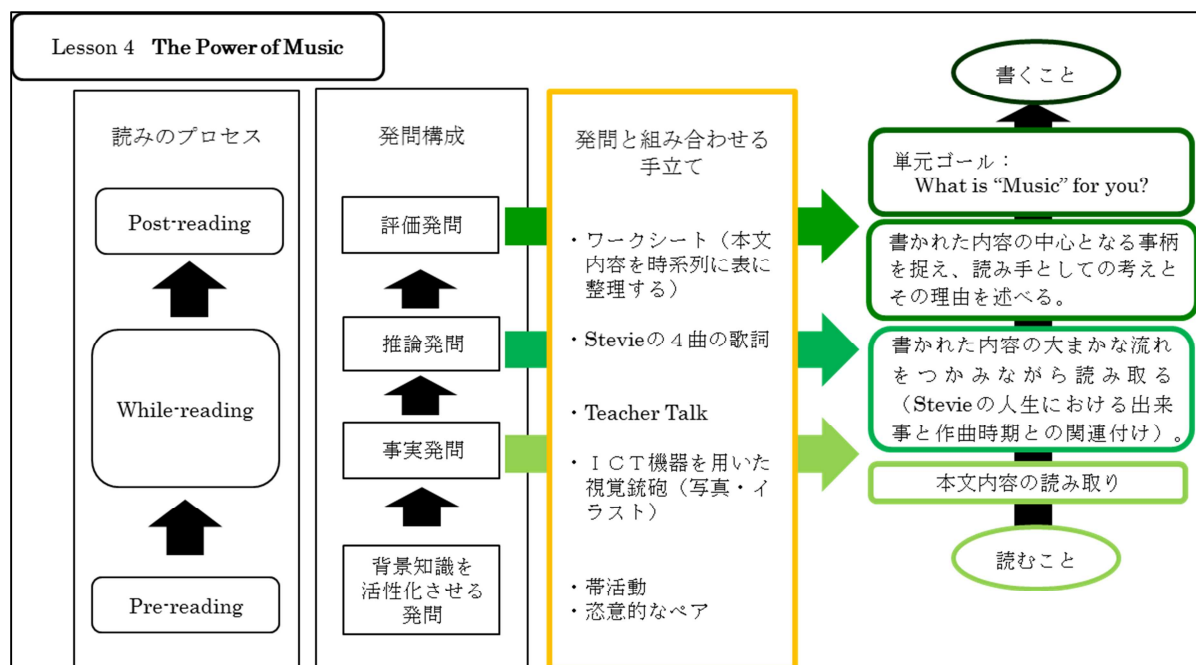 Lesson 4 The Power of Music
読みのプロセス
Post-reading
While-reading
Pre-reading
発問構成
評価発問
推論発問
事実発問
背景知識を
活性化させる
発問
発問と組み合わせる
手立て
・ワークシート（本文
内容を時系列に表に
整理する）
・Stevieの４曲の歌詞
・Teacher Talk
・ＩＣＴ機器を用いた
視覚銃砲（写真・イ
ラスト）
・帯活動
・恣意的なペア
書くこと
単元ゴール：
What is “Music” for you?
書かれた内容の中心となる事柄
を捉え、読み手としての考えと
その理由を述べる。
書かれた内容の大まかな流れ
をつかみながら読み取る
（Stevieの人生における出来
事と作曲時期との関連付け）。
本文内容の読み取り
読むこと